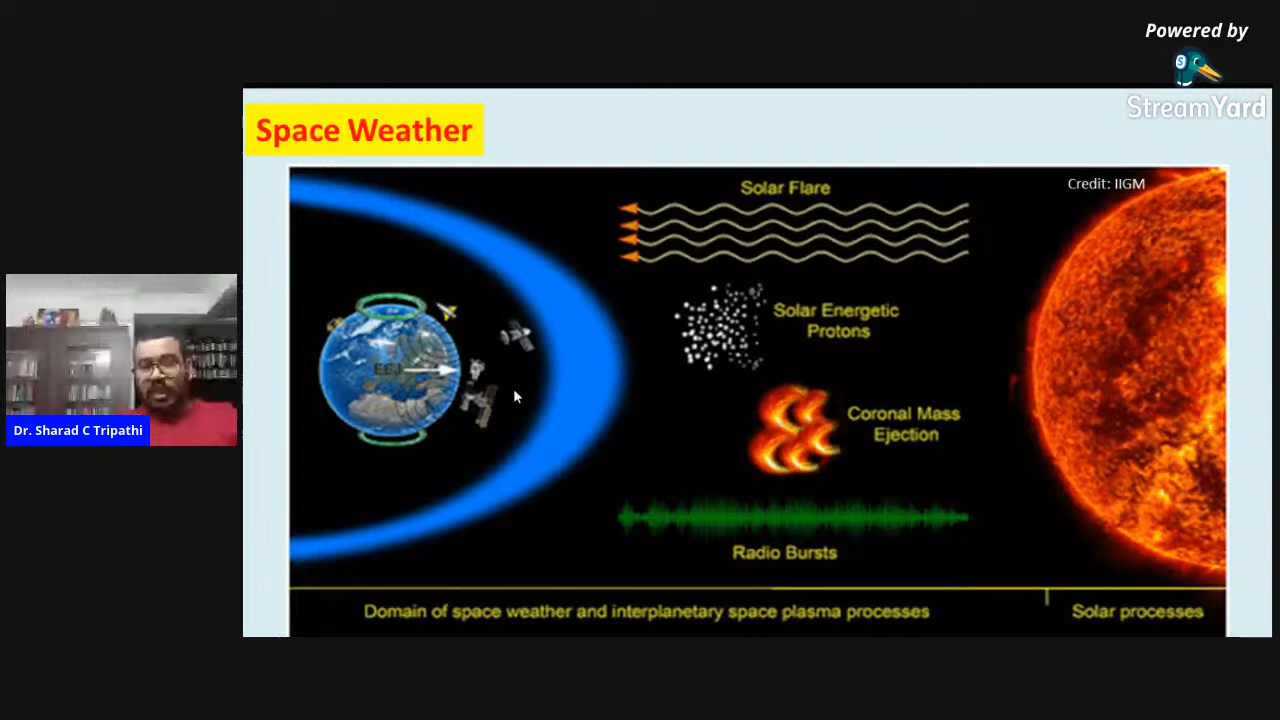 Powered by
StreamYard
Space Weather
Solar Flare
Credit: IIGM
Solar Energetic
Protons
EEJ
Coronal Mass
Ejection
Dr. Sharad C Tripathi
Radio Bursts
Domain of space weather and interplanetary space plasma processes
Solar processes